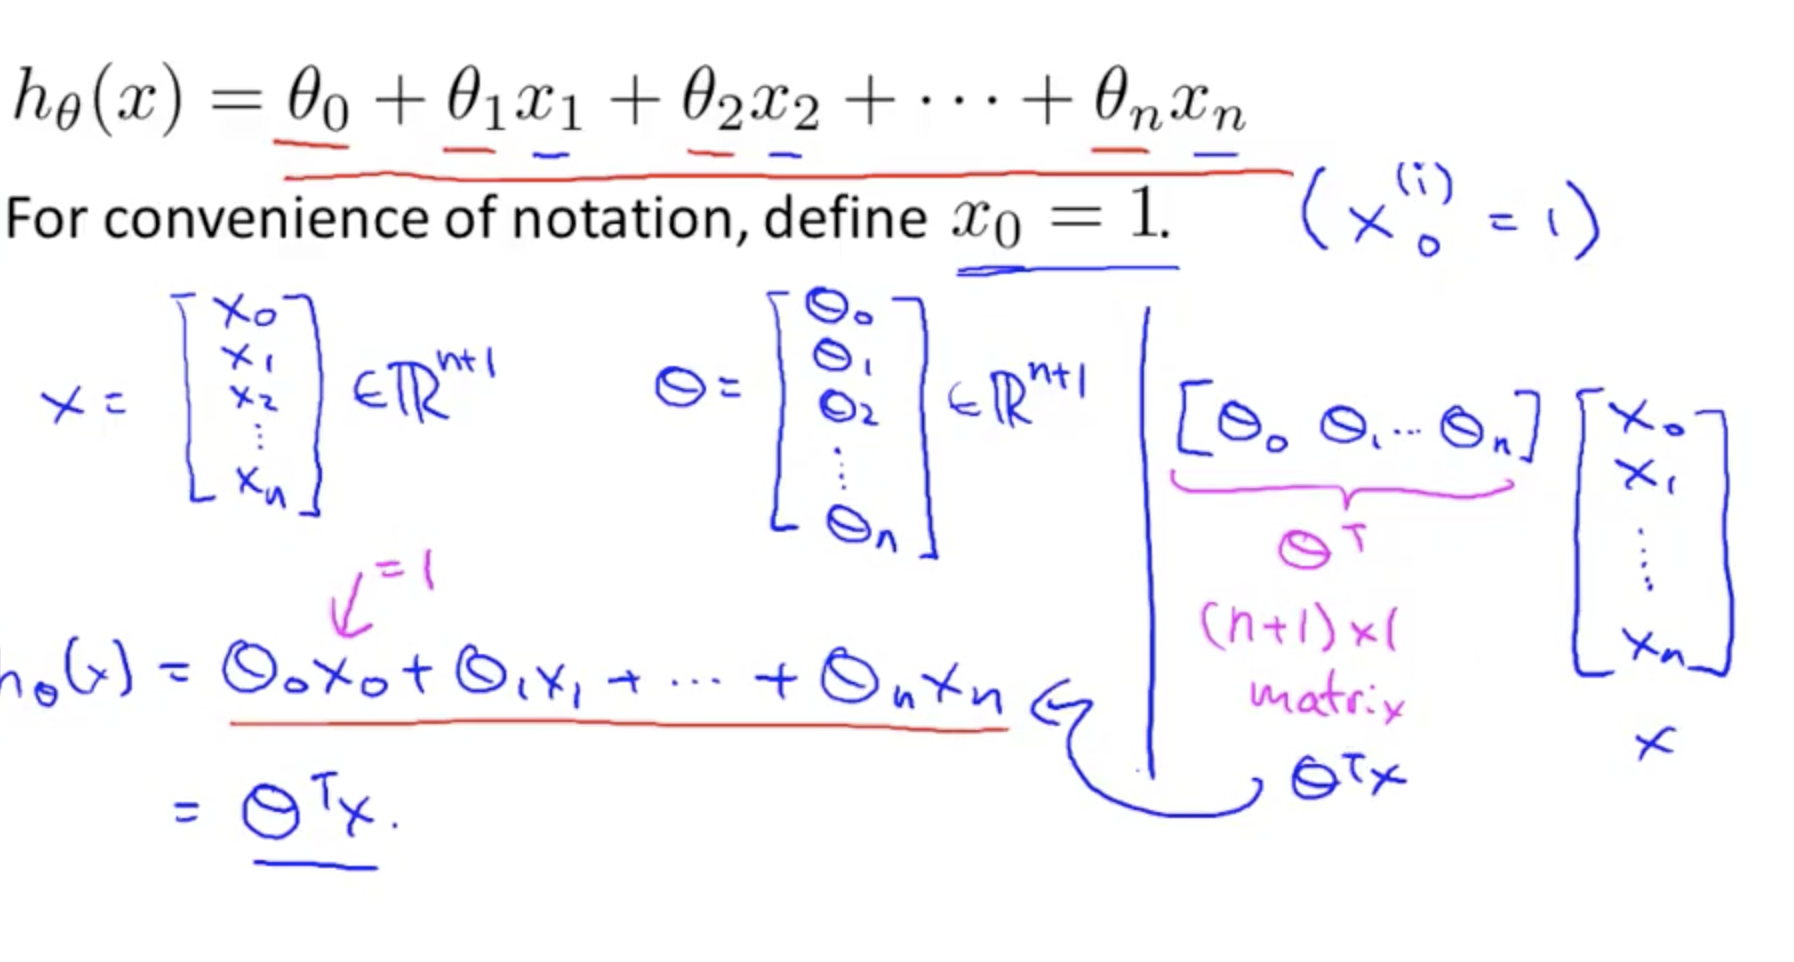 h_θ(x) = θ₀ + θ₁x₁ + θ₂x₂ + ⋯ + θₙxₙ
For convenience of notation, define x₀ = 1. (x₀⁽ⁱ⁾ = 1)
x = [x₀ x₁ x₂ ⋮ xₙ] ∈ ℝⁿ⁺¹ θ = [θ₀ θ₁ θ₂ ⋮ θₙ] ∈ ℝⁿ⁺¹
= 1
h_θ(x) = θ₀x₀ + θ₁x₁ + ⋯ + θₙxₙ
= θᵀx.
[θ₀ θ₁ ⋯ θₙ] [x₀ x₁ ⋮ xₙ]
θᵀ
(n+1) × 1
matrix
x
θᵀx